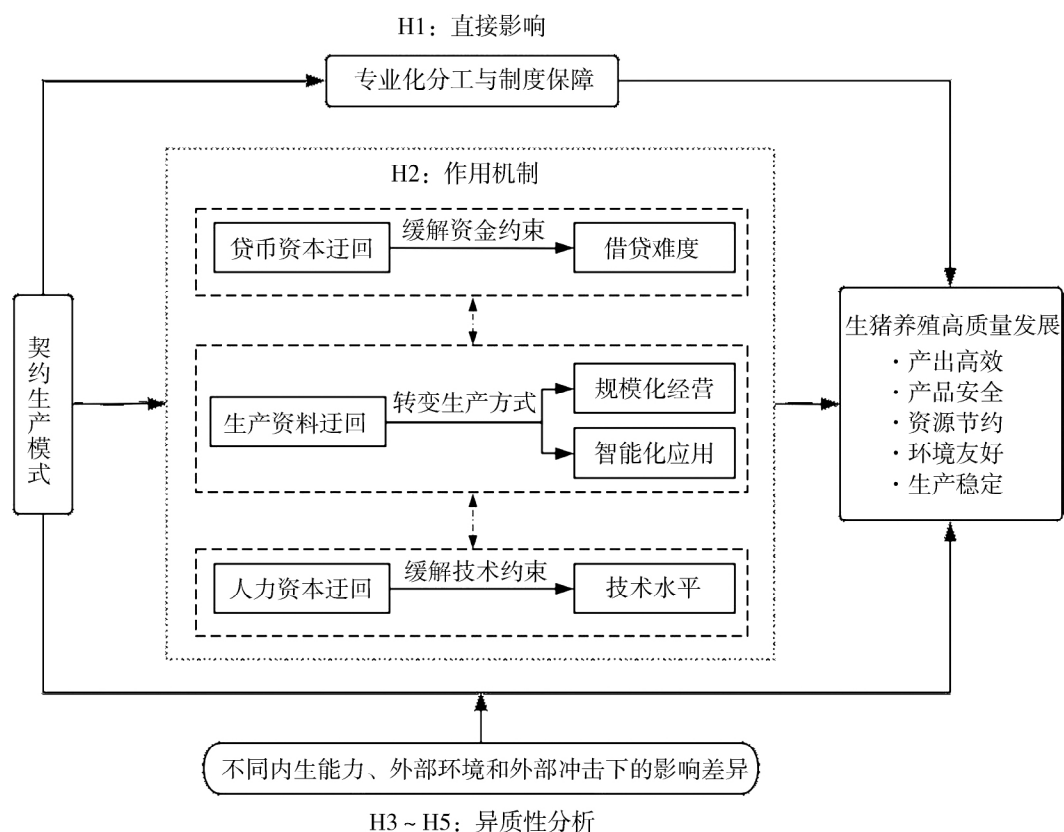 H1：直接影响
专业化分工与制度保障
H2：作用机制
货币资本迂回
缓解资金约束
借贷难度
契约生产模式
生产资料迂回
转变生产方式
规模化经营
智能化应用
人力资本迂回
缓解技术约束
技术水平
生猪养殖高质量发展
·产出高效
·产品安全
·资源节约
·环境友好
·生产稳定
不同内生能力、外部环境和外部冲击下的影响差异
H3~H5：异质性分析